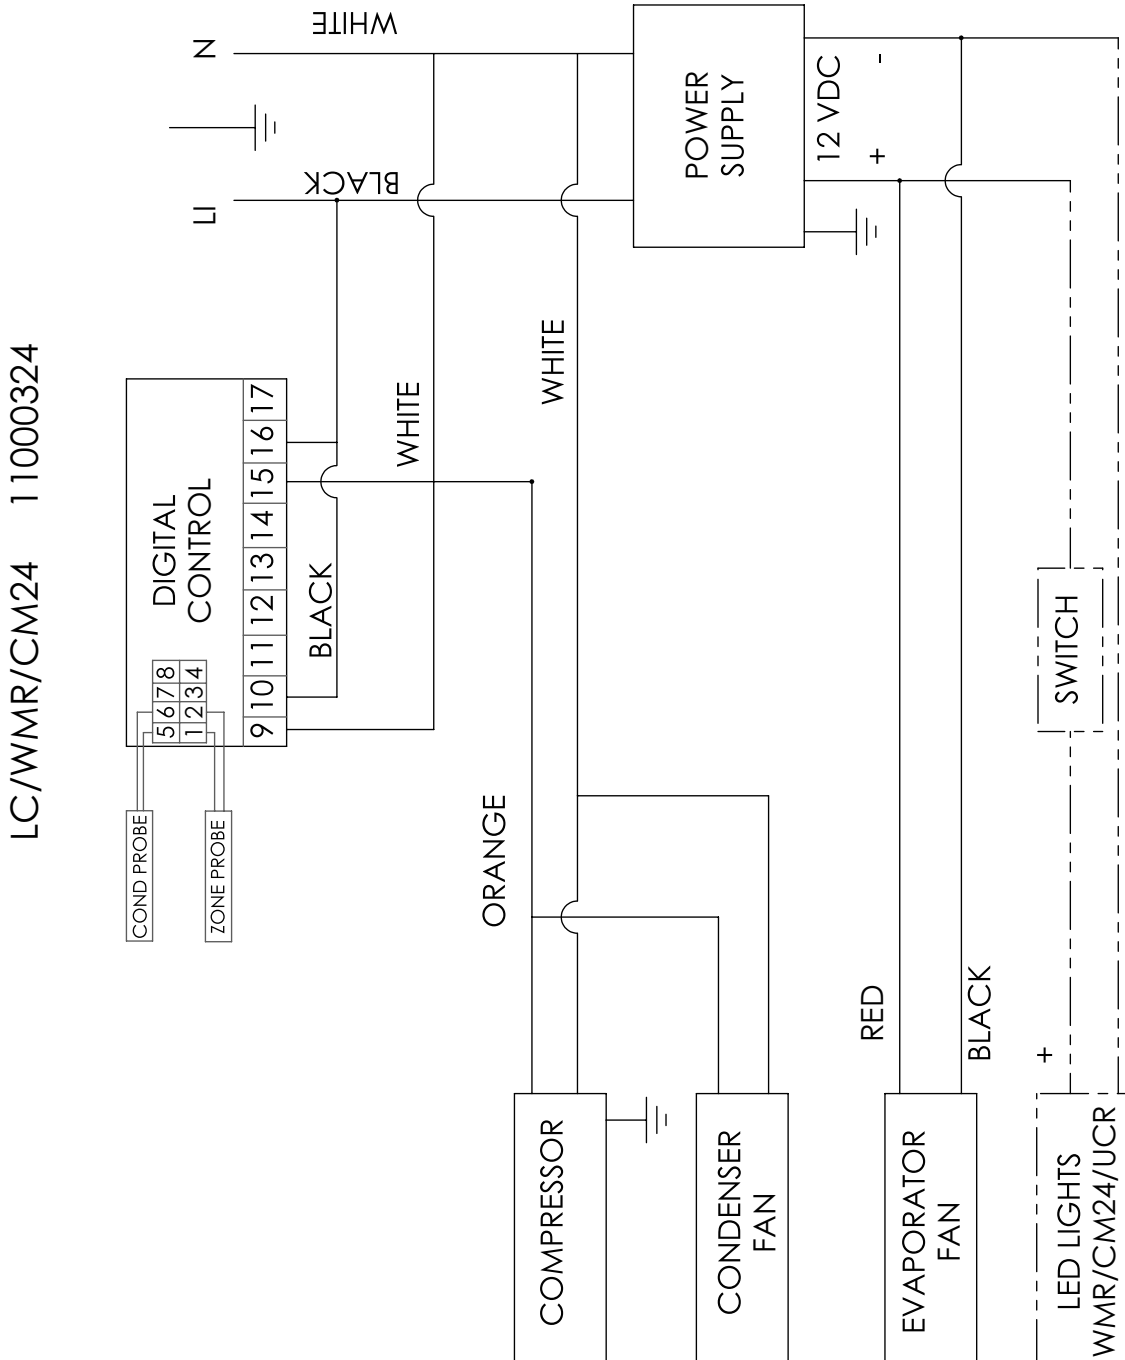 LC/WMR/CM24 11000324
N
LI
WHITE
BLACK
POWER
SUPPLY
12 VDC
-
+
DIGITAL
CONTROL
5 6 7 8
1 2 3 4
9 10 11 12 13 14 15 16 17
COND PROBE
ZONE PROBE
BLACK
WHITE
WHITE
ORANGE
RED
BLACK
SWITCH
+
COMPRESSOR
CONDENSER
FAN
EVAPORATOR
FAN
LED LIGHTS
WMR/CM24/UCR